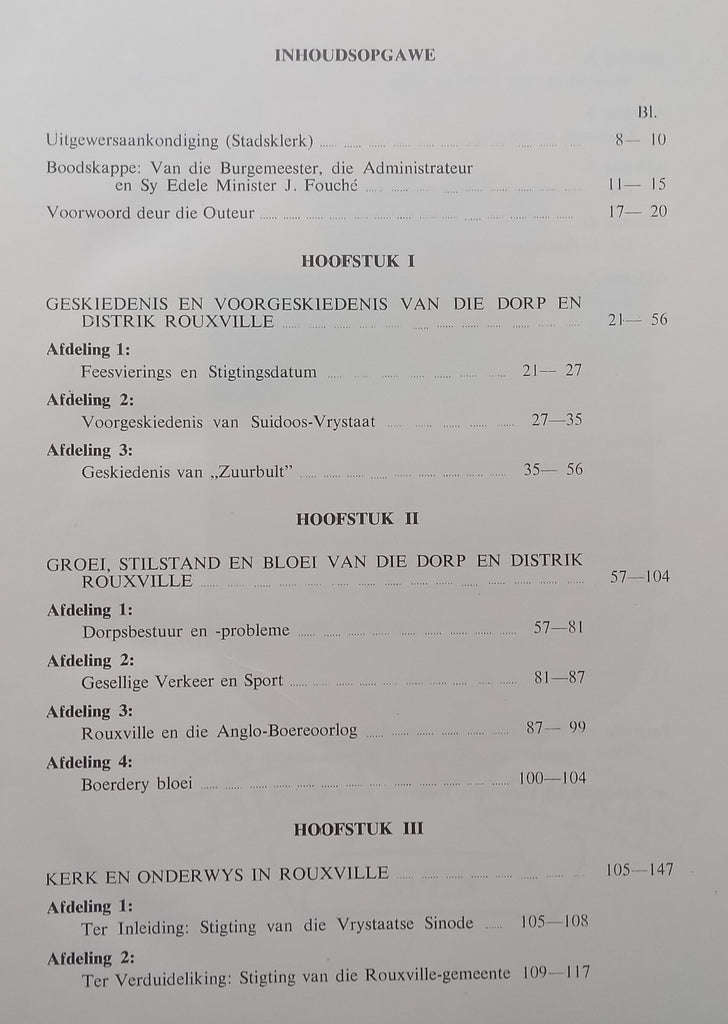 INHOUDSOPGAWE
Bl.
Uitgewersaankondiging (Stadsklerk) ..... 8— 10
Boodskappe: Van die Burgemeester, die Administrateur
en Sy Edele Minister J. Fouché ..... 11— 15
Voorwoord deur die Outeur ..... 17— 20
HOOFSTUK I
GESKIEDENIS EN VOORGESKIEDENIS VAN DIE DORP EN
DISTRIK ROUXVILLE ..... 21— 56
Afdeling 1:
Feesvierings en Stigtingsdatum ..... 21— 27
Afdeling 2:
Voorgeskiedenis van Suidoos-Vrystaat ..... 27—35
Afdeling 3:
Geskiedenis van „Zuurbult” ..... 35— 56
HOOFSTUK II
GROEI, STILSTAND EN BLOEI VAN DIE DORP EN DISTRIK
ROUXVILLE ..... 57—104
Afdeling 1:
Dorpsbestuur en -probleme ..... 57—81
Afdeling 2:
Gesellige Verkeer en Sport ..... 81—87
Afdeling 3:
Rouxville en die Anglo-Boereoorlog ..... 87— 99
Afdeling 4:
Boerdery bloei ..... 100—104
HOOFSTUK III
KERK EN ONDERWYS IN ROUXVILLE ..... 105—147
Afdeling 1:
Ter Inleiding: Stigting van die Vrystaatse Sinode ..... 105—108
Afdeling 2:
Ter Verduideliking: Stigting van die Rouxville-gemeente 109—117